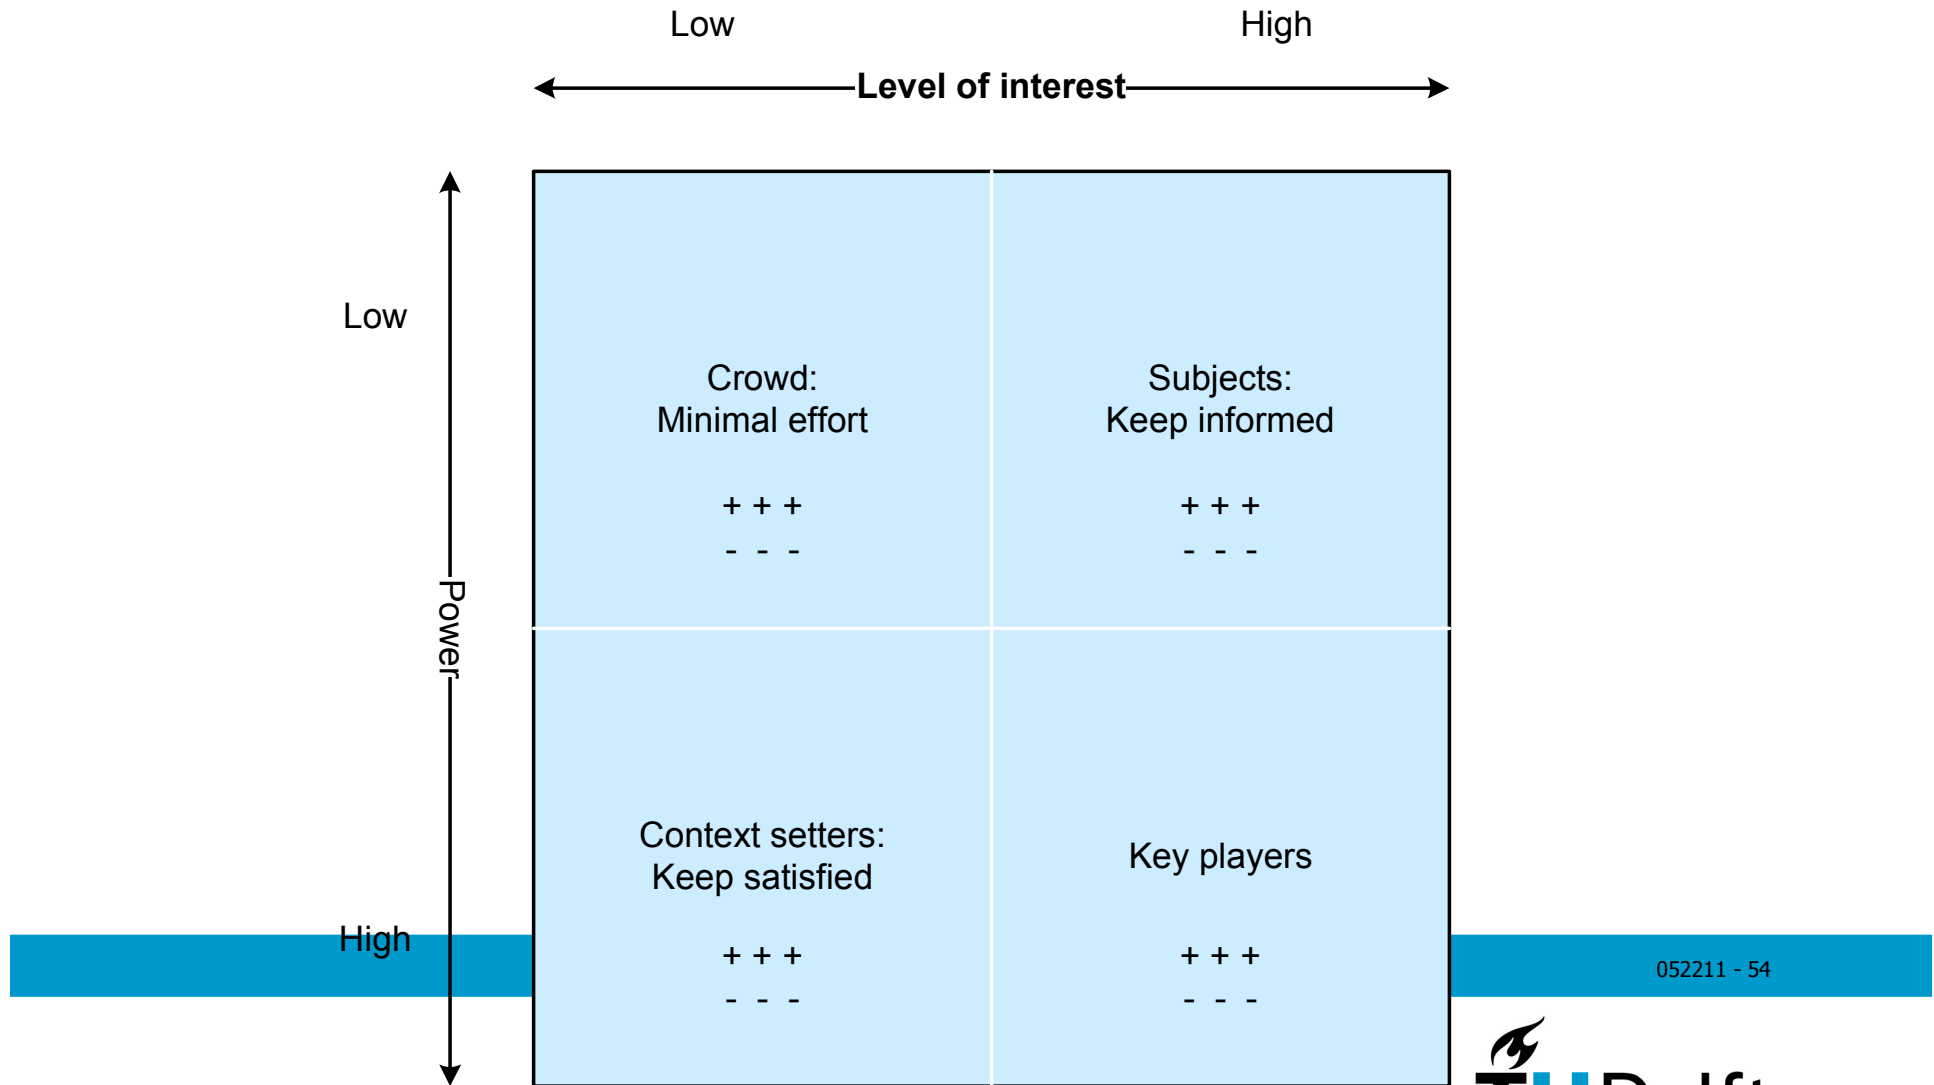 Low High
Level of interest
Low
Crowd: Subjects:
Minimal effort Keep informed
+ + + + + +
- - - - - -
Power
Context setters: Key players
Keep satisfied
High
+ + + + + +
052211 - 54
- - - - - -
TUDelft